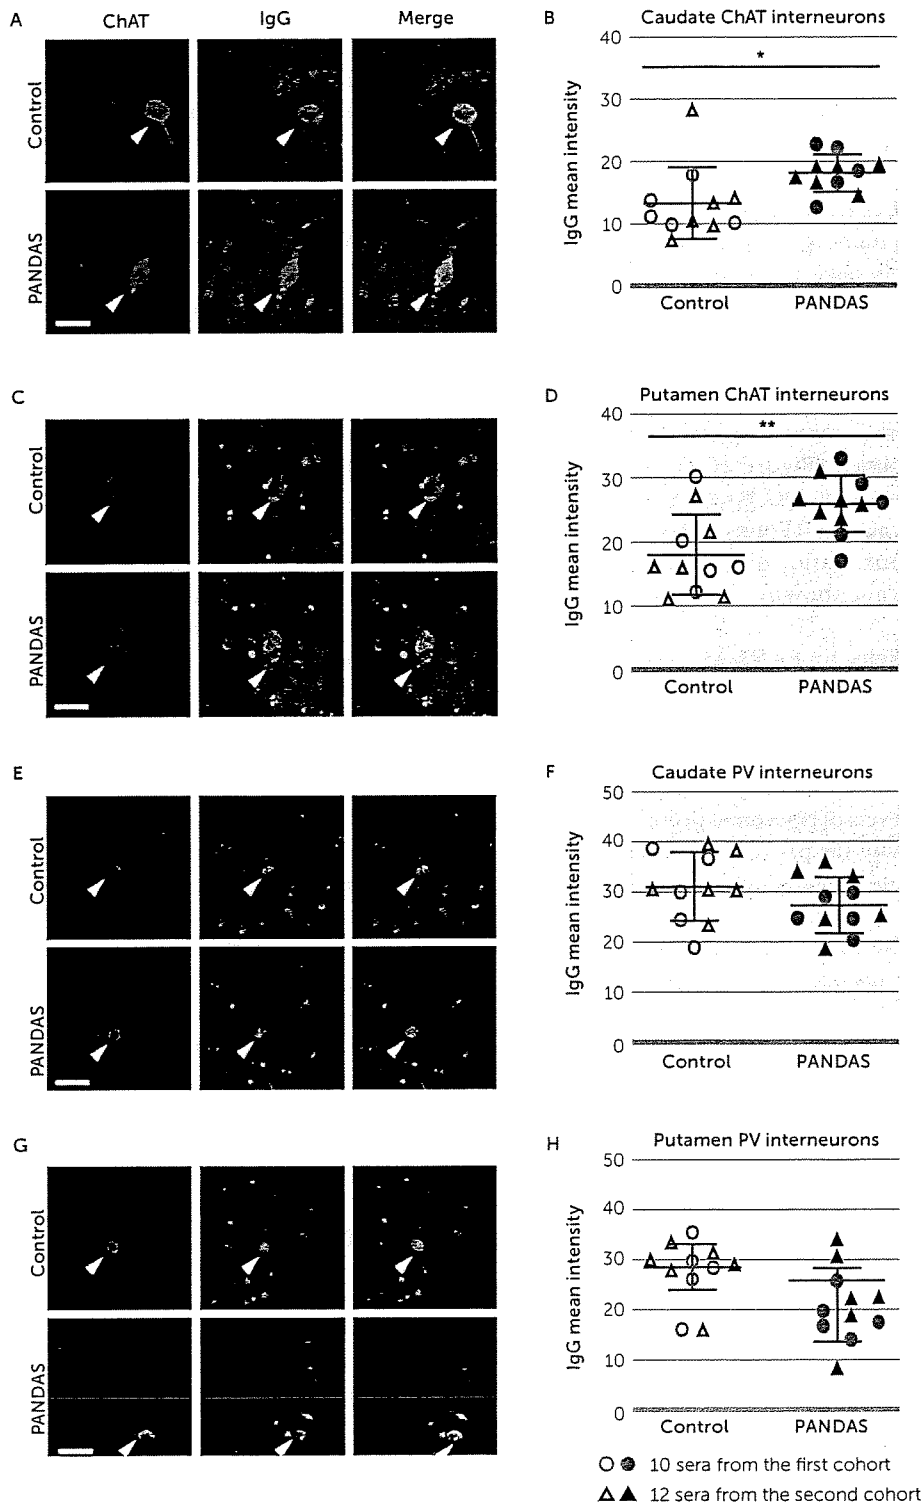 A
ChAT
IgG
Merge
Control
PANDAS
B
Caudate ChAT interneurons
IgG mean intensity
40
30
20
10
0
*
Control
PANDAS
C
Control
PANDAS
D
Putamen ChAT interneurons
IgG mean intensity
40
30
20
10
0
**
Control
PANDAS
E
Control
PANDAS
F
Caudate PV interneurons
IgG mean intensity
50
40
30
20
10
0
Control
PANDAS
G
Control
PANDAS
H
Putamen PV interneurons
IgG mean intensity
50
40
30
20
10
0
Control
PANDAS
10 sera from the first cohort
12 sera from the second cohort